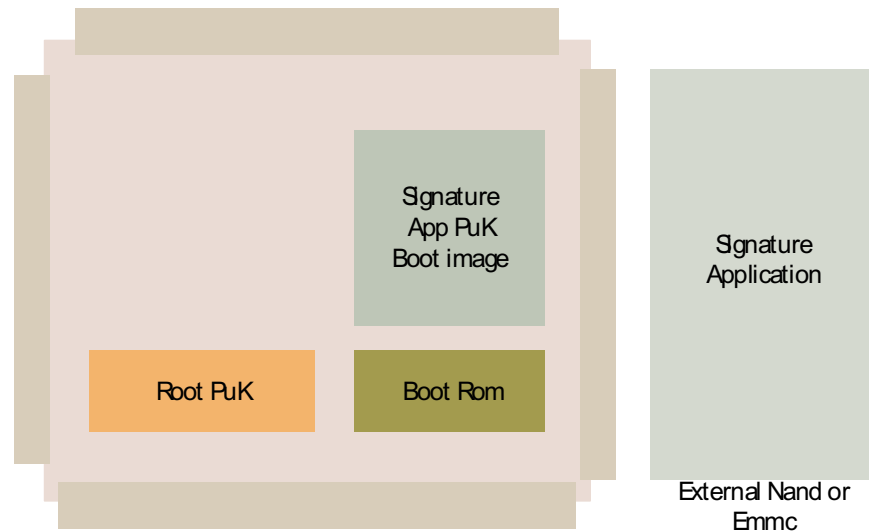 Signature
App PuK
Boot image
Signature
Application
Root PuK
Boot Rom
External Nand or
Emmc